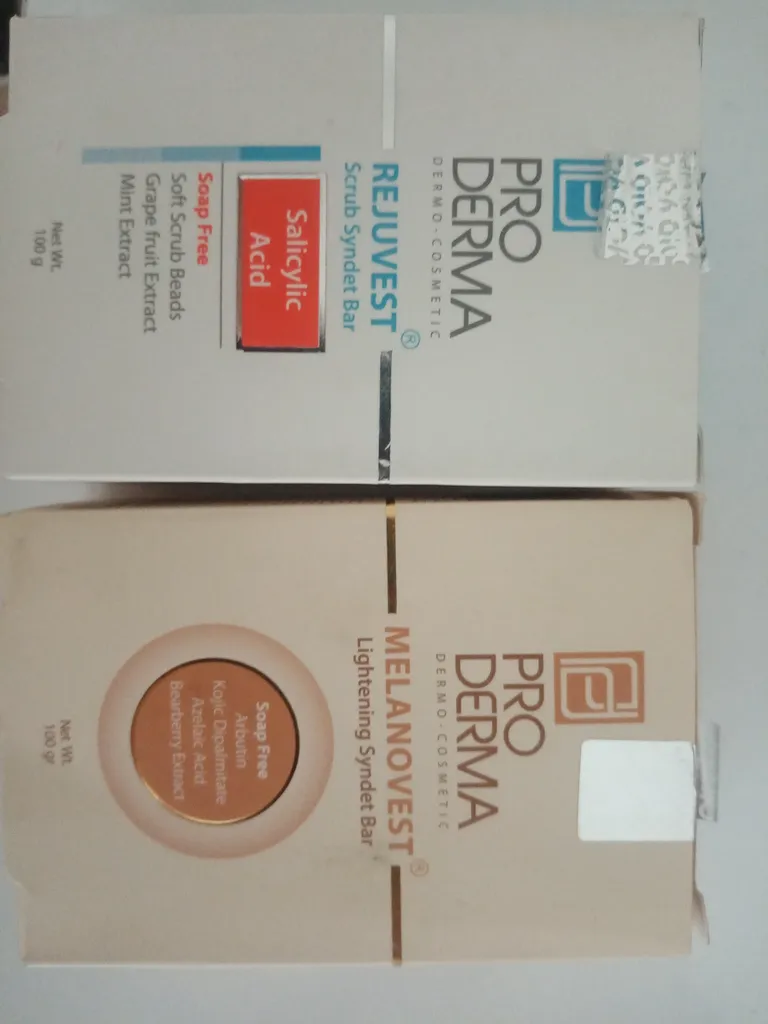 PRO
DERMA
DERMO-COSMETIC
REJUVEST®
Scrub Syndet Bar
Salicylic
Acid
Soap Free
Soft Scrub Beads
Grape fruit Extract
Mint Extract
Net Wt.
100 g
PRO
DERMA
DERMO-COSMETIC
MELANOVEST®
Lightening Syndet Bar
Soap Free
Arbutin
Kojic Dipalmitate
Azelaic Acid
Bearberry Extract
Net Wt.
100 gr